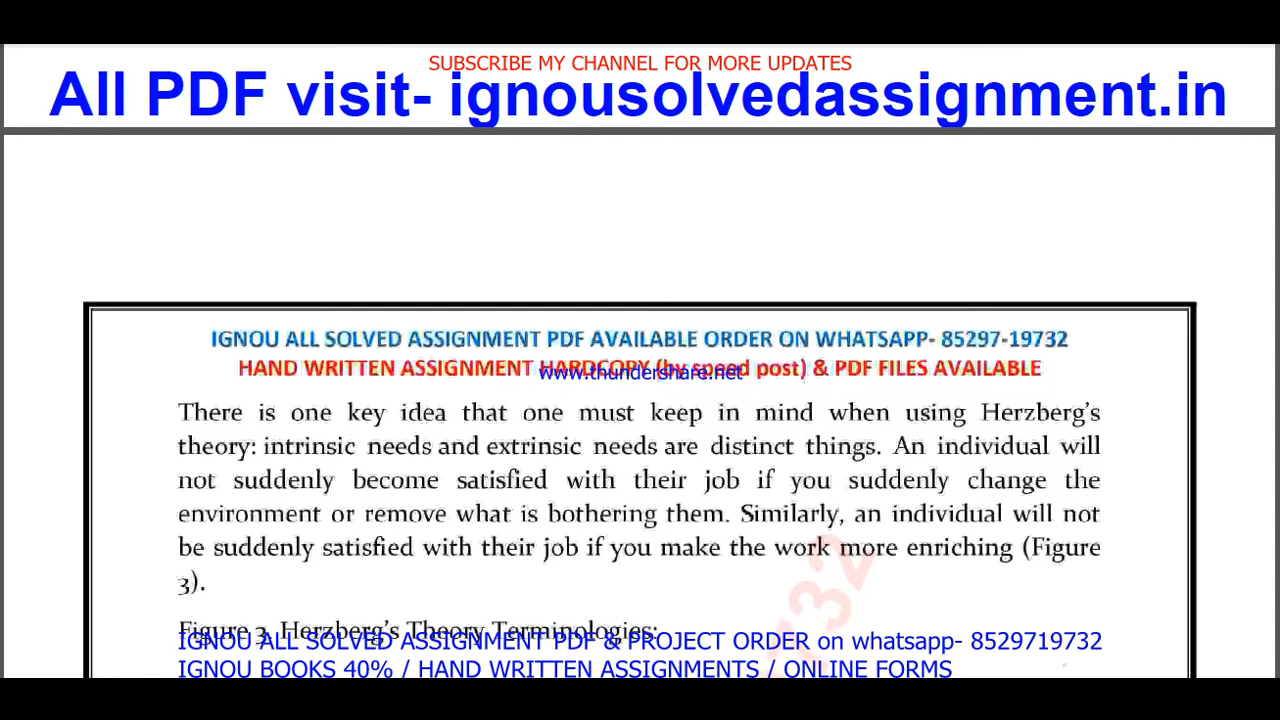 SUBSCRIBE MY CHANNEL FOR MORE UPDATES
All PDF visit- ignousolvedassignment.in
IGNOU ALL SOLVED ASSIGNMENT PDF AVAILABLE ORDER ON WHATSAPP- 85297-19732
HAND WRITTEN ASSIGNMENT HARDCOPY (by speed post) & PDF FILES AVAILABLE
www.thundershare.net
There is one key idea that one must keep in mind when using Herzberg's
theory: intrinsic needs and extrinsic needs are distinct things. An individual will
not suddenly become satisfied with their job if you suddenly change the
environment or remove what is bothering them. Similarly, an individual will not
be suddenly satisfied with their job if you make the work more enriching (Figure
3).
Figure 3. Herzberg's Theory Terminologies:
IGNOU ALL SOLVED ASSIGNMENT PDF & PROJECT ORDER on whatsapp- 8529719732
IGNOU BOOKS 40% / HAND WRITTEN ASSIGNMENTS / ONLINE FORMS
732